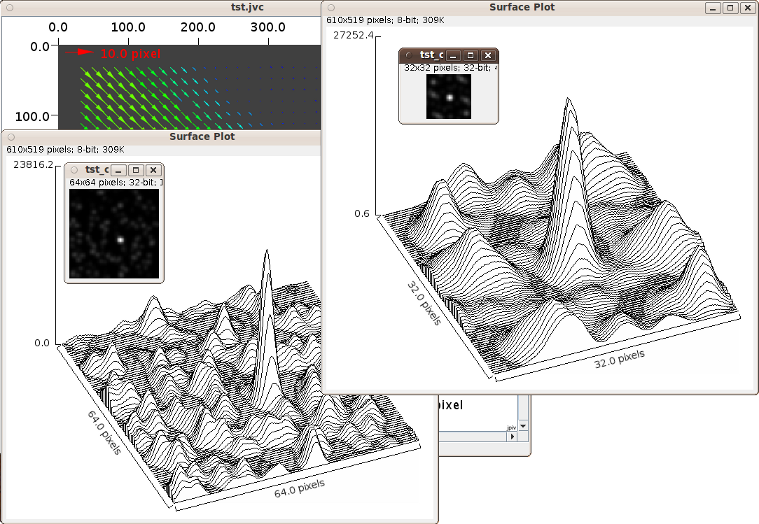 tst.jvc
0.0 100.0 200.0 300.0
0.0
10.0 pixel
100.0
Surface Plot
610x519 pixels; 8-bit; 309K
27252.4
tst_c
32x32 pixels; 32-bit; 4
0.6
32.0 pixels
32.0 pixels
Surface Plot
610x519 pixels; 8-bit; 309K
23816.2
tst_c
64x64 pixels; 32-bit; 1
0.0
64.0 pixels
64.0 pixels
pixel
jpiv